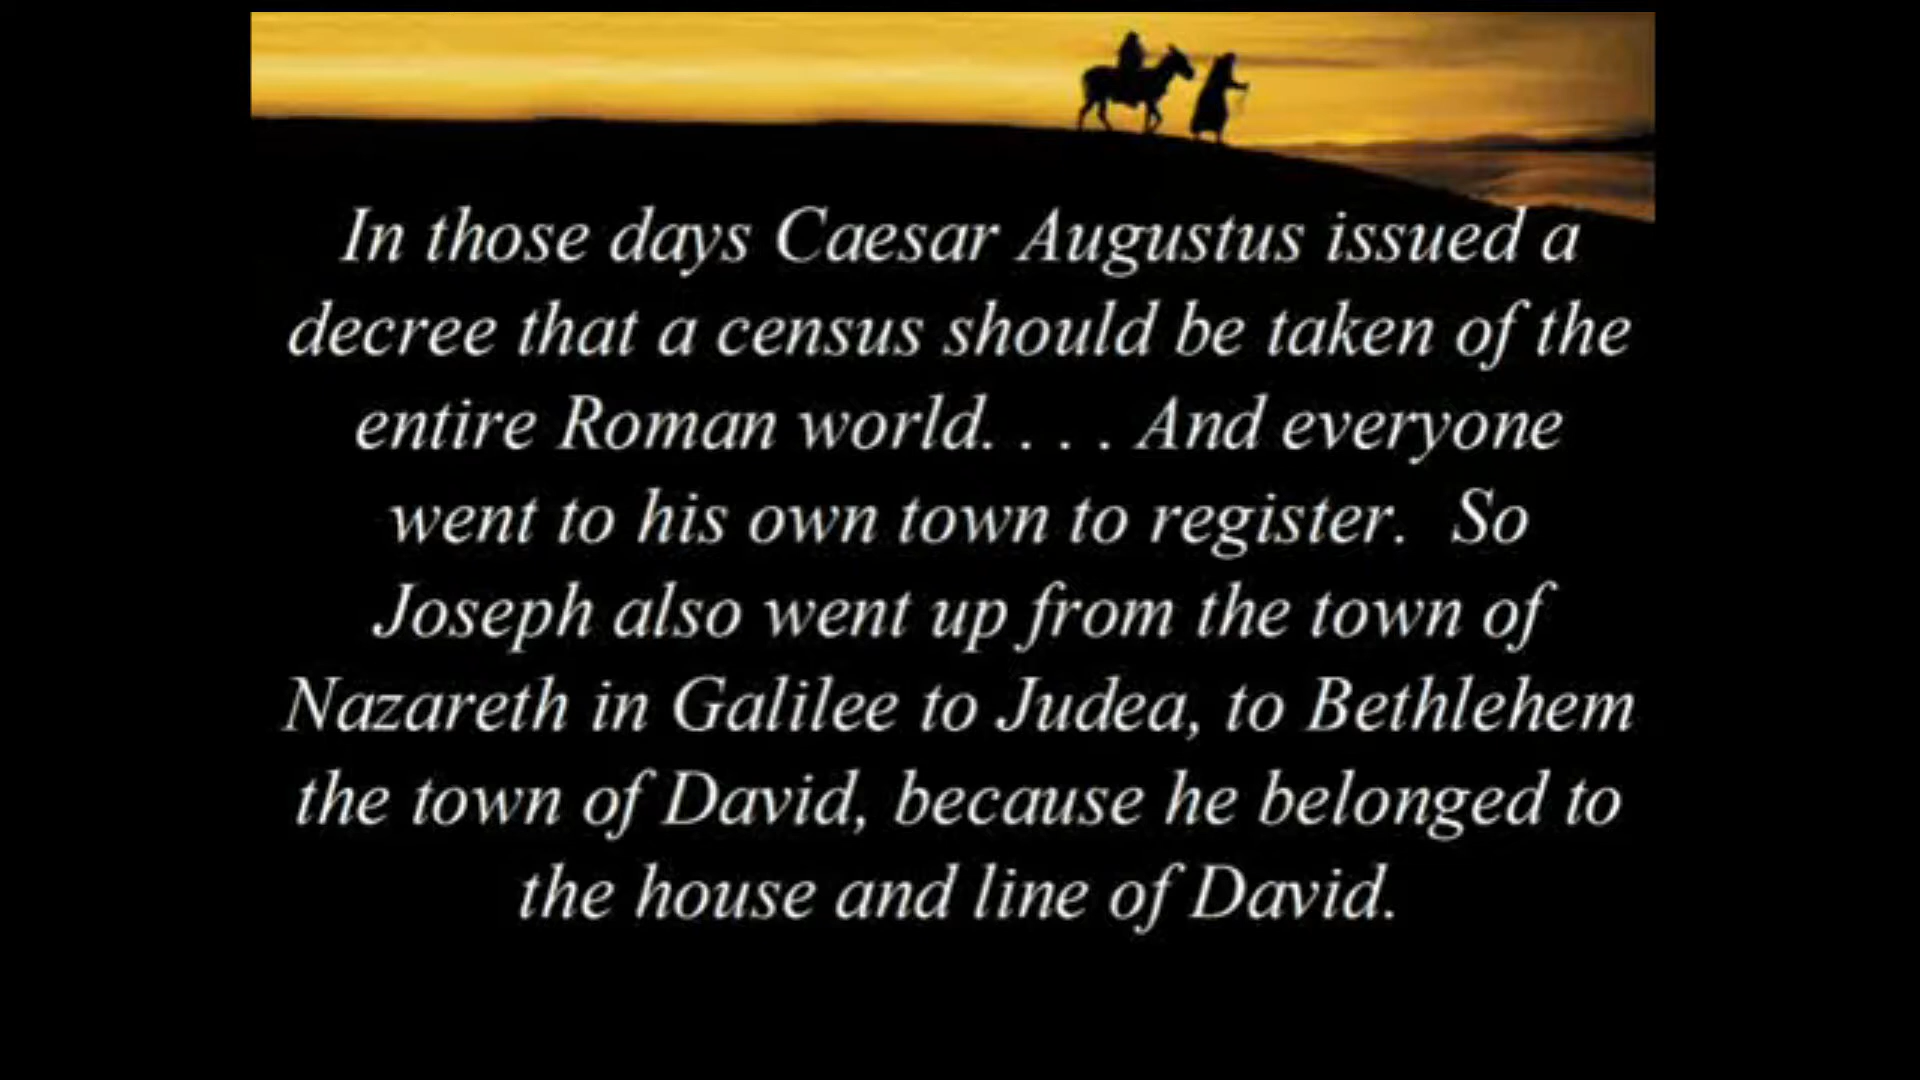 In those days Caesar Augustus issued a
decree that a census should be taken of the
entire Roman world. . . . And everyone
went to his own town to register.  So
Joseph also went up from the town of
Nazareth in Galilee to Judea, to Bethlehem
the town of David, because he belonged to
the house and line of David.